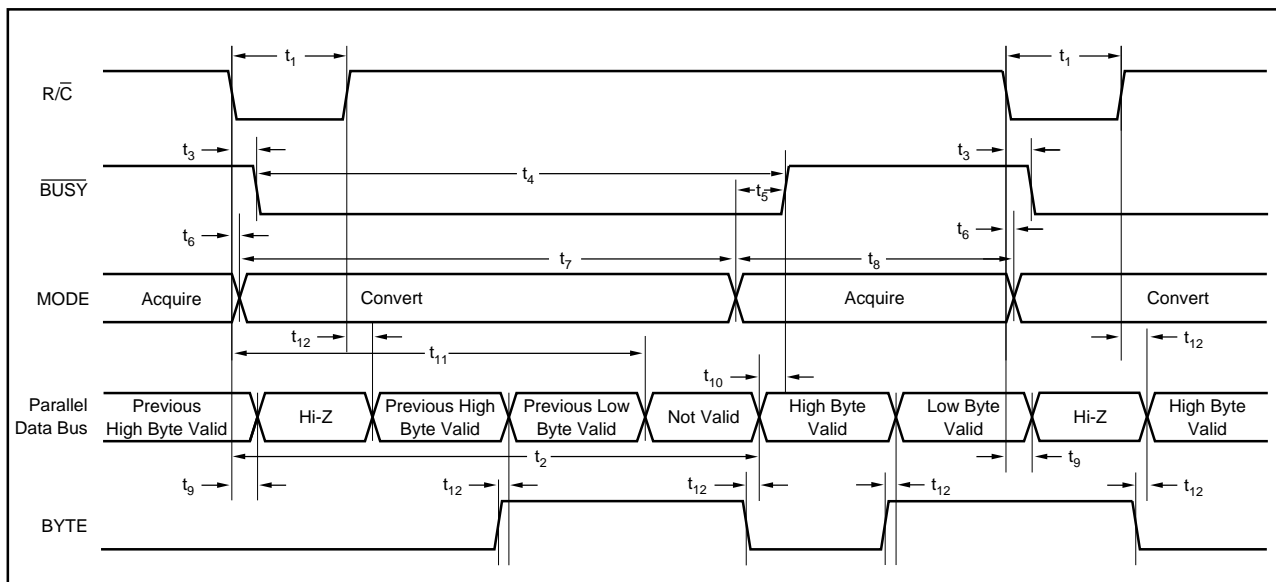 t1
t1
R/C̅
t3
t3
B̅U̅S̅Y̅
t4
t5
t6
t6
t7
t8
MODE
Acquire
Convert
Acquire
Convert
t12
t11
t12
t10
Parallel
Data Bus
Previous
High Byte Valid
Hi-Z
Previous High
Byte Valid
Previous Low
Byte Valid
Not Valid
High Byte
Valid
Low Byte
Valid
Hi-Z
High Byte
Valid
t2
t9
t9
t12
t12
t12
t12
BYTE